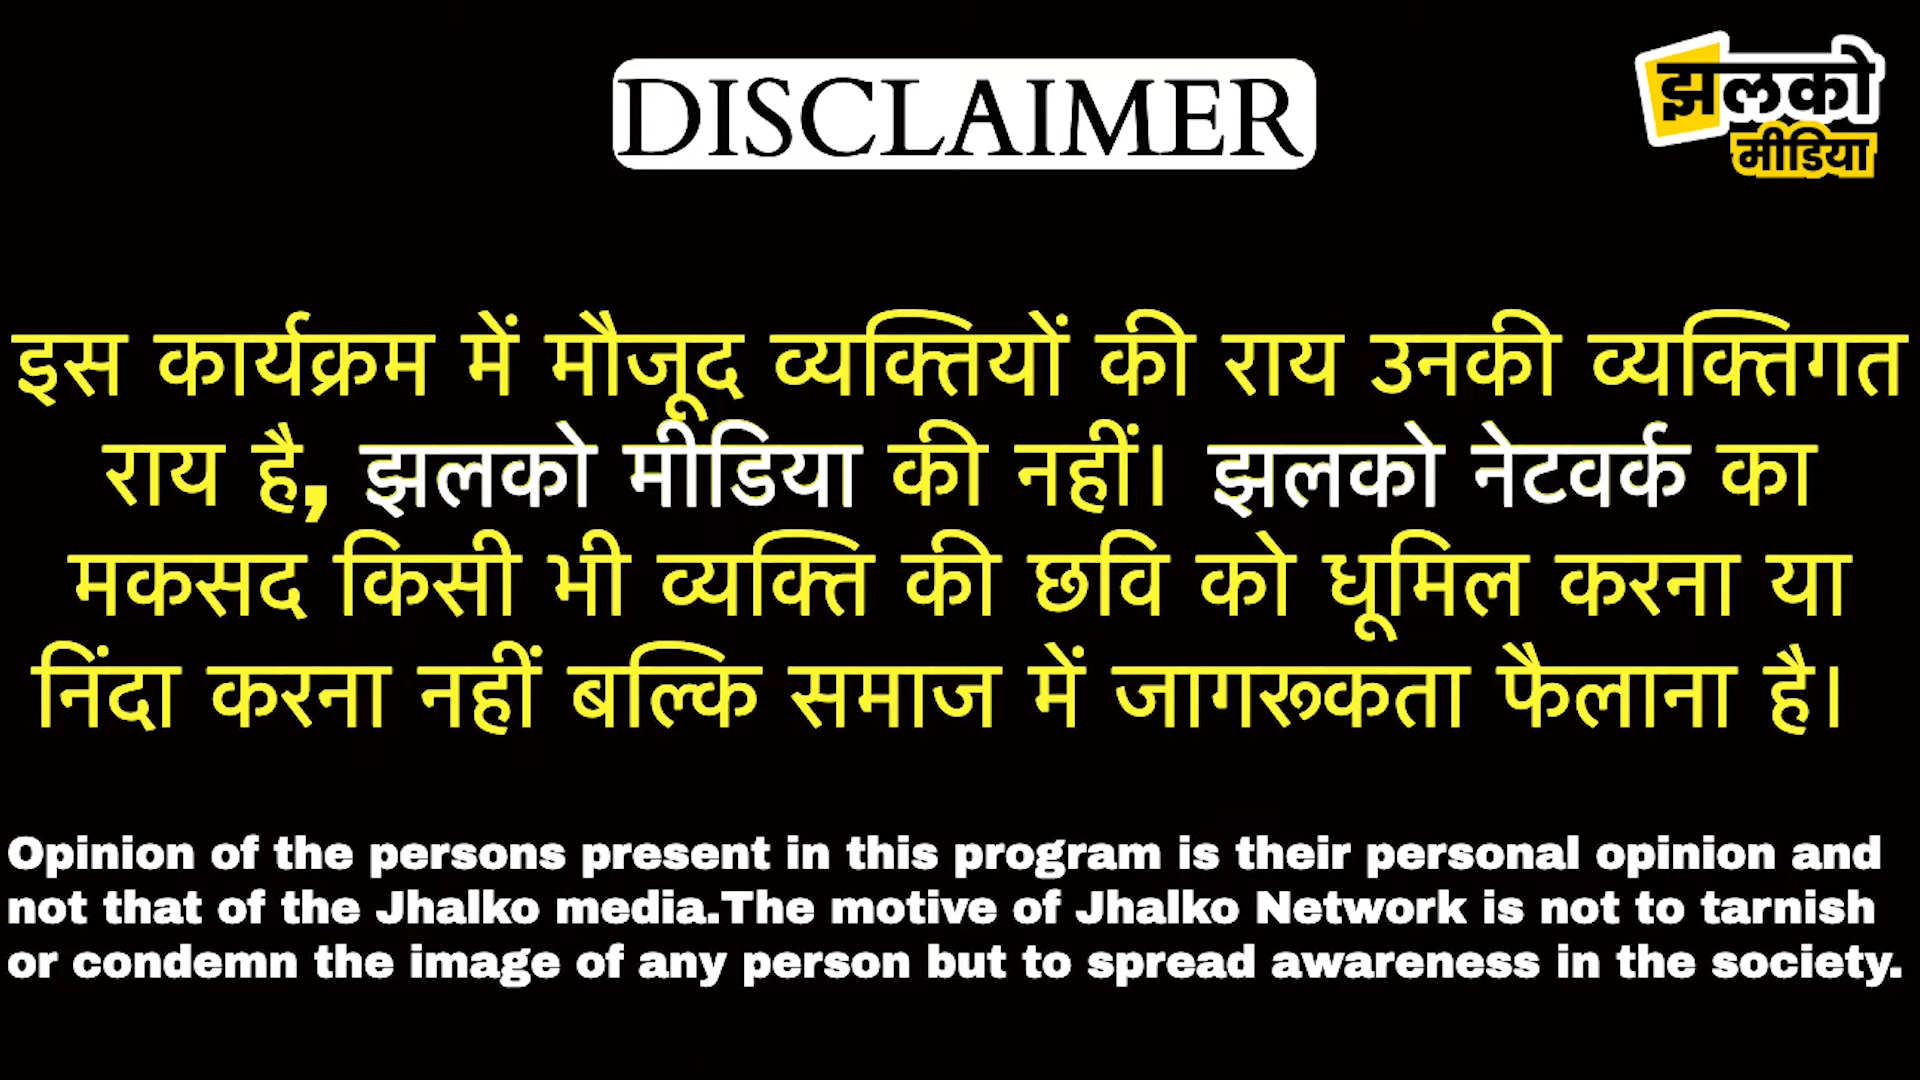 DISCLAIMER
झलको
मीडिया
इस कार्यक्रम में मौजूद व्यक्तियों की राय उनकी व्यक्तिगत
राय है, झलको मीडिया की नहीं। झलको नेटवर्क का
मकसद किसी भी व्यक्ति की छवि को धूमिल करना या
निंदा करना नहीं बल्कि समाज में जागरूकता फैलाना है।
Opinion of the persons present in this program is their personal opinion and
not that of the Jhalko media.The motive of Jhalko Network is not to tarnish
or condemn the image of any person but to spread awareness in the society.